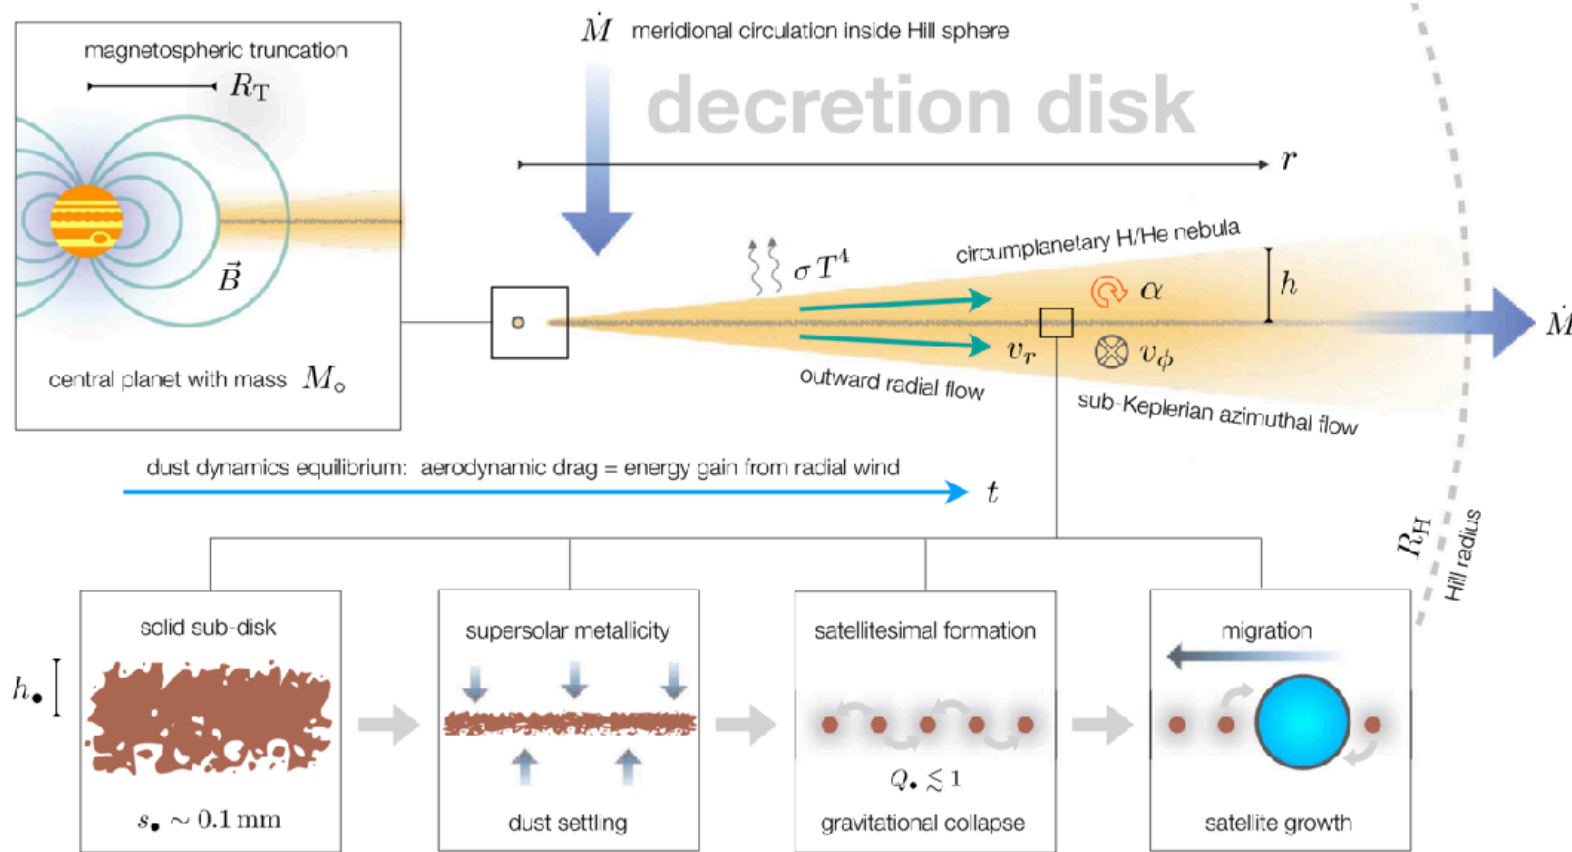 magnetospheric truncation
R_T
\vec{B}
central planet with mass M_∘
Ṁ meridional circulation inside Hill sphere
decretion disk
r
σT⁴
circumplanetary H/He nebula
h
α
v_r
v_ϕ
Ṁ
outward radial flow
sub-Keplerian azimuthal flow
dust dynamics equilibrium: aerodynamic drag = energy gain from radial wind
t
R_H
Hill radius
solid sub-disk
h_•
s_• ∼ 0.1 mm
supersolar metallicity
dust settling
satellitesimal formation
Q_• ≲ 1
gravitational collapse
migration
satellite growth